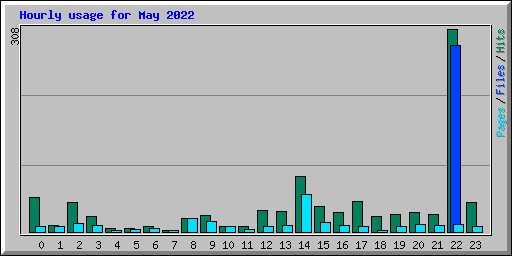 Hourly usage for May 2022
308
Pages/Files/Hits
0 1 2 3 4 5 6 7 8 9 10 11 12 13 14 15 16 17 18 19 20 21 22 23